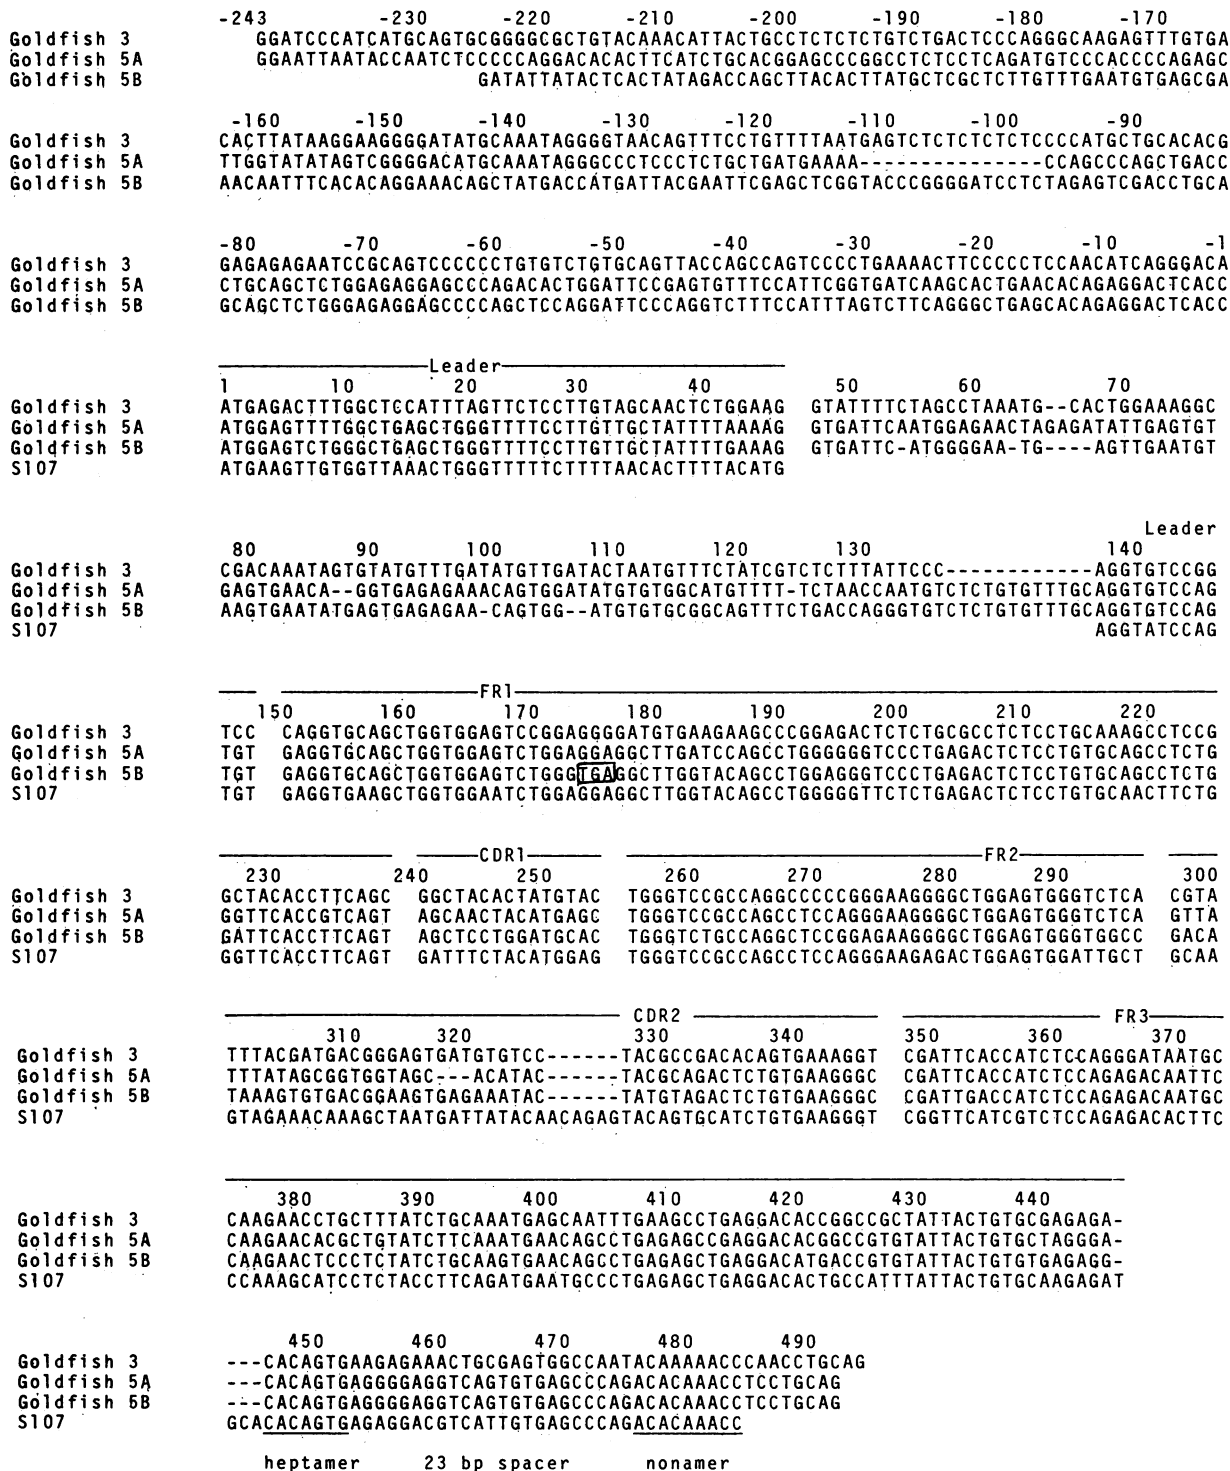 -243 -230 -220 -210 -200 -190 -180 -170
Goldfish 3 GGATCCCATCATGCAGTGCGGGGCGCTGTACAAACATTACTGCCTCTCTCTGTCTGACTCCCAGGGCAAGAGTTTGTGA
Goldfish 5A GGAATTAATACCAATCTCCCCCAGGACACACTTCATCTGCACGGAGCCCGGCCTCTCCTCAGATGTCCCACCCCAGAGC
Goldfish 5B GATATTATACTCACTATAGACCAGCTTACACTTATGCTCGCTCTTGTTTGAATGTGAGCGA
-160 -150 -140 -130 -120 -110 -100 -90
Goldfish 3 CACTTATAAGGAAGGGGATATGCAAATAGGGGTAACAGTTTCCTGTTTTAATGAGTCTCTCTCTCTCCCCATGCTGCACACG
Goldfish 5A TTGGTATATAGTCGGGGACATGCAAATAGGGCCCTCCCTCTGCTGATGAAAA---------------CCAGCCCAGCTGACC
Goldfish 5B AACAATTTCACACAGGAAACAGCTATGACCATGATTACGAATTCGAGCTCGGTACCCGGGGATCCTCTAGAGTCGACCTGCA
-80 -70 -60 -50 -40 -30 -20 -10 -1
Goldfish 3 GAGAGAGAATCCGCAGTCCCCCCTGTGTCTGTGCAGTTACCAGCCAGTCCCCTGAAAACTTCCCCCTCCAACATCAGGGACA
Goldfish 5A CTGCAGCTCTGGAGAGGAGCCCAGACACTGGATTCCGAGTGTTTCCATTCGGTGATCAAGCACTGAACACAGAGGACTCACC
Goldfish 5B GCAGCTCTGGGAGAGGAGCCCCAGCTCCAGGATTCCCAGGTCTTTCCATTTAGTCTTCAGGGCTGAGCACAGAGGACTCACC
Leader
1 10 20 30 40 50 60 70
Goldfish 3 ATGAGACTTTGGCTCCATTTAGTTCTCCTTGTAGCAACTCTGGAAG GTATTTTCTAGCCTAAATG--CACTGGAAAGGC
Goldfish 5A ATGGAGTTTTGGCTGAGCTGGGTTTTCCTTGTTGCTATTTTAAAAG GTGATTCAATGGAGAACTAGAGATATTGAGTGT
Goldfish 5B ATGGAGTCTGGGCTGAGCTGGGTTTTCCTTGTTGCTATTTTGAAAG GTGATTC-ATGGGGAA-TG----AGTTGAATGT
S107 ATGAAGTTGTGGTTAAACTGGGTTTTTCTTTTAACACTTTTACATG
Leader
80 90 100 110 120 130 140
Goldfish 3 CGACAAATAGTGTATGTTTGATATGTTGATACTAATGTTTCTATCGTCTCTTTATTCCC------------AGGTGTCCGG
Goldfish 5A GAGTGAACA--GGTGAGAGAAACAGTGGATATGTGTGGCATGTTTT-TCTAACCAATGTCTCTGTGTTTGCAGGTGTCCAG
Goldfish 5B AAGTGAATATGAGTGAGAGAA-CAGTGG--ATGTGTGCGGCAGTTTCTGACCAGGGTGTCTCTGTGTTTGCAGGTGTCCAG
S107 AGGTATCCAG
FR1
150 160 170 180 190 200 210 220
Goldfish 3 TCC CAGGTGCAGCTGGTGGAGTCCGGAGGGGATGTGAAGAAGCCCGGAGACTCTCTGCGCCTCTCCTGCAAAGCCTCCG
Goldfish 5A TGT GAGGTGCAGCTGGTGGAGTCTGGAGGAGGCTTGATCCAGCCTGGGGGGTCCCTGAGACTCTCCTGTGCAGCCTCTG
Goldfish 5B TGT GAGGTGCAGCTGGTGGAGTCTGGGTGAGGCTTGGTACAGCCTGGAGGGTCCCTGAGACTCTCCTGTGCAGCCTCTG
S107 TGT GAGGTGAAGCTGGTGGAATCTGGAGGAGGCTTGGTACAGCCTGGGGGTTCTCTGAGACTCTCCTGTGCAACTTCTG
CDR1 FR2
230 240 250 260 270 280 290 300
Goldfish 3 GCTACACCTTCAGC GGCTACACTATGTAC TGGGTCCGCCAGGCCCCCGGGAAGGGGCTGGAGTGGGTCTCA CGTA
Goldfish 5A GGTTCACCGTCAGT AGCAACTACATGAGC TGGGTCCGCCAGCCTCCAGGGAAGGGGCTGGAGTGGGTCTCA GTTA
Goldfish 5B GATTCACCTTCAGT AGCTCCTGGATGCAC TGGGTCTGCCAGGCTCCGGAGAAGGGGCTGGAGTGGGTGGCC GACA
S107 GGTTCACCTTCAGT GATTTCTACATGGAG TGGGTCCGCCAGCCTCCAGGGAAGAGACTGGAGTGGATTGCT GCAA
CDR2 FR3
310 320 330 340 350 360 370
Goldfish 3 TTTACGATGACGGGAGTGATGTGTCC------TACGCCGACACAGTGAAAGGT CGATTCACCATCTCCAGGGATAATGC
Goldfish 5A TTTATAGCGGTGGTAGC---ACATAC------TACGCAGACTCTGTGAAGGGC CGATTCACCATCTCCAGAGACAATTC
Goldfish 5B TAAAGTGTGACGGAAGTGAGAAATAC------TATGTAGACTCTGTGAAGGGC CGATTGACCATCTCCAGAGACAATGC
S107 GTAGAAACAAAGCTAATGATTATACAACAGAGTACAGTGCATCTGTGAAGGGT CGGTTCATCGTCTCCAGAGACACTTC
380 390 400 410 420 430 440
Goldfish 3 CAAGAACCTGCTTTATCTGCAAATGAGCAATTTGAAGCCTGAGGACACCGGCCGCTATTACTGTGCGAGAGA-
Goldfish 5A CAAGAACACGCTGTATCTTCAAATGAACAGCCTGAGAGCCGAGGACACGGCCGTGTATTACTGTGCTAGGGA-
Goldfish 5B CAAGAACTCCCTCTATCTGCAAGTGAACAGCCTGAGAGCTGAGGACATGACCGTGTATTACTGTGTGAGAGG-
S107 CCAAAGCATCCTCTACCTTCAGATGAATGCCCTGAGAGCTGAGGACACTGCCATTTATTACTGTGCAAGAGAT
450 460 470 480 490
Goldfish 3 ---CACAGTGAAGAGAAACTGCGAGTGGCCAATACAAAAACCCAACCTGCAG
Goldfish 5A ---CACAGTGAGGGGAGGTCAGTGTGAGCCCAGACACAAACCTCCTGCAG
Goldfish 5B ---CACAGTGAGGGGAGGTCAGTGTGAGCCCAGACACAAACCTCCTGCAG
S107 GCACACAGTGAGAGGACGTCATTGTGAGCCCAGACACAAACC
heptamer 23 bp spacer nonamer